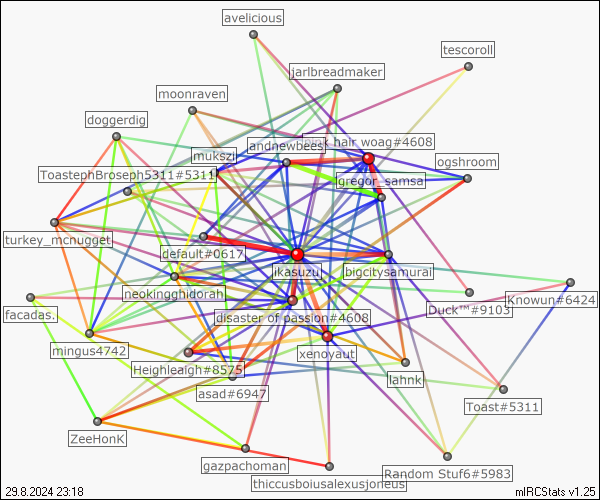 avelicious
tescoroll
jarlbreadmaker
moonraven
doggerdig
pink hair woag#4608
andnewbees
mukszi
ogshroom
ToastephBroseph5311#5311
gregor_samsa
turkey_mcnugget
default#0617
ikasuzu
bigcitysamurai
neokingghidorah
Knowun#6424
facadas.
disaster of passion#4608
Duck™#9103
mingus4742
xenoyaut
Heighleaigh#8575
lahnk
asad#6947
Toast#5311
ZeeHonK
gazpachoman
Random Stuf6#5983
thiccusboiusalexusjoneus
29.8.2024 23:18
mIRCStats v1.25